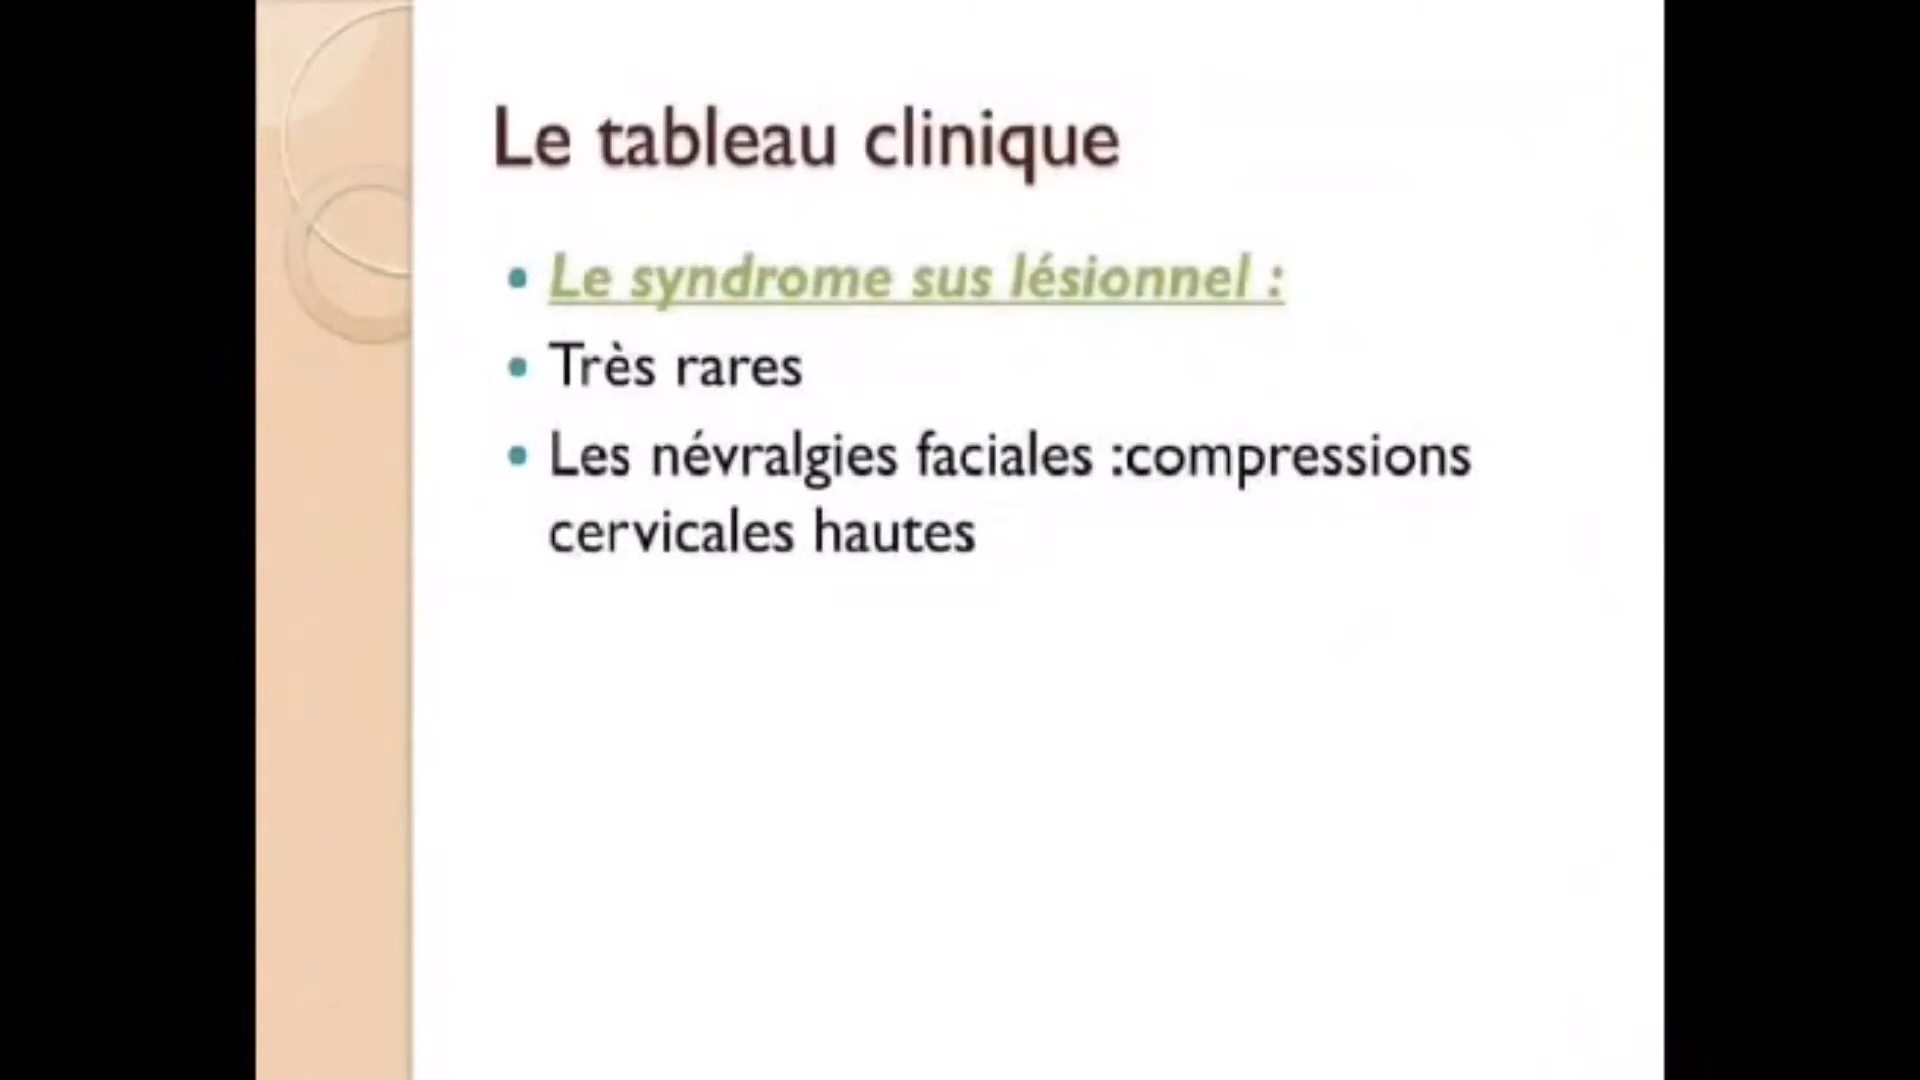 Le tableau clinique
• Le syndrome sus lésionnel :
• Très rares
• Les névralgies faciales :compressions
cervicales hautes